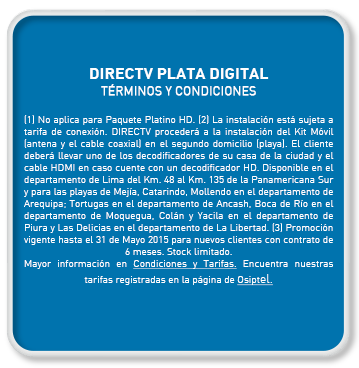 DIRECTV PLATA DIGITAL
TÉRMINOS Y CONDICIONES
(1) No aplica para Paquete Platino HD. (2) La instalación está sujeta a
tarifa de conexión. DIRECTV procederá a la instalación del Kit Móvil
(antena y el cable coaxial) en el segundo domicilio (playa). El cliente
deberá llevar uno de los decodificadores de su casa de la ciudad y el
cable HDMI en caso cuente con un decodificador HD. Disponible en el
departamento de Lima del Km. 48 al Km. 135 de la Panamericana Sur
y para las playas de Mejía, Catarindo, Mollendo en el departamento de
Arequipa; Tortugas en el departamento de Ancash, Boca de Río en el
departamento de Moquegua, Colán y Yacila en el departamento de
Piura y Las Delicias en el departamento de La Libertad. (3) Promoción
vigente hasta el 31 de Mayo 2015 para nuevos clientes con contrato de
6 meses. Stock limitado.
Mayor información en Condiciones y Tarifas. Encuentra nuestras
tarifas registradas en la página de Osiptel.